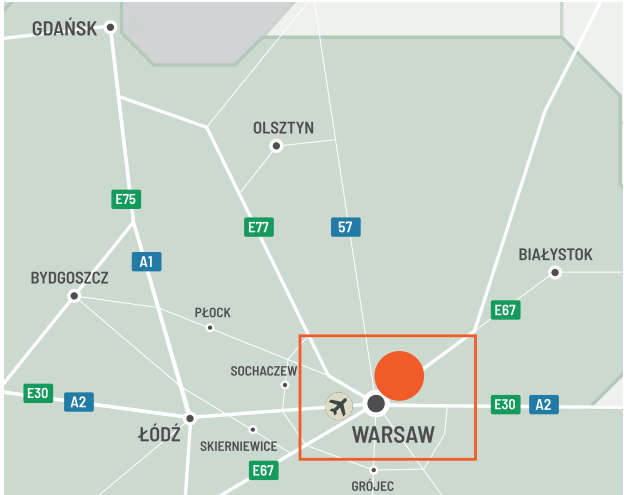 GDAŃSK
OLSZTYN
E75
E77
57
BIAŁYSTOK
A1
BYDGOSZCZ
PŁOCK
E67
SOCHACZEW
E30
A2
E30
A2
WARSAW
ŁÓDŹ
SKIERNIEWICE
E67
GRÓJEC